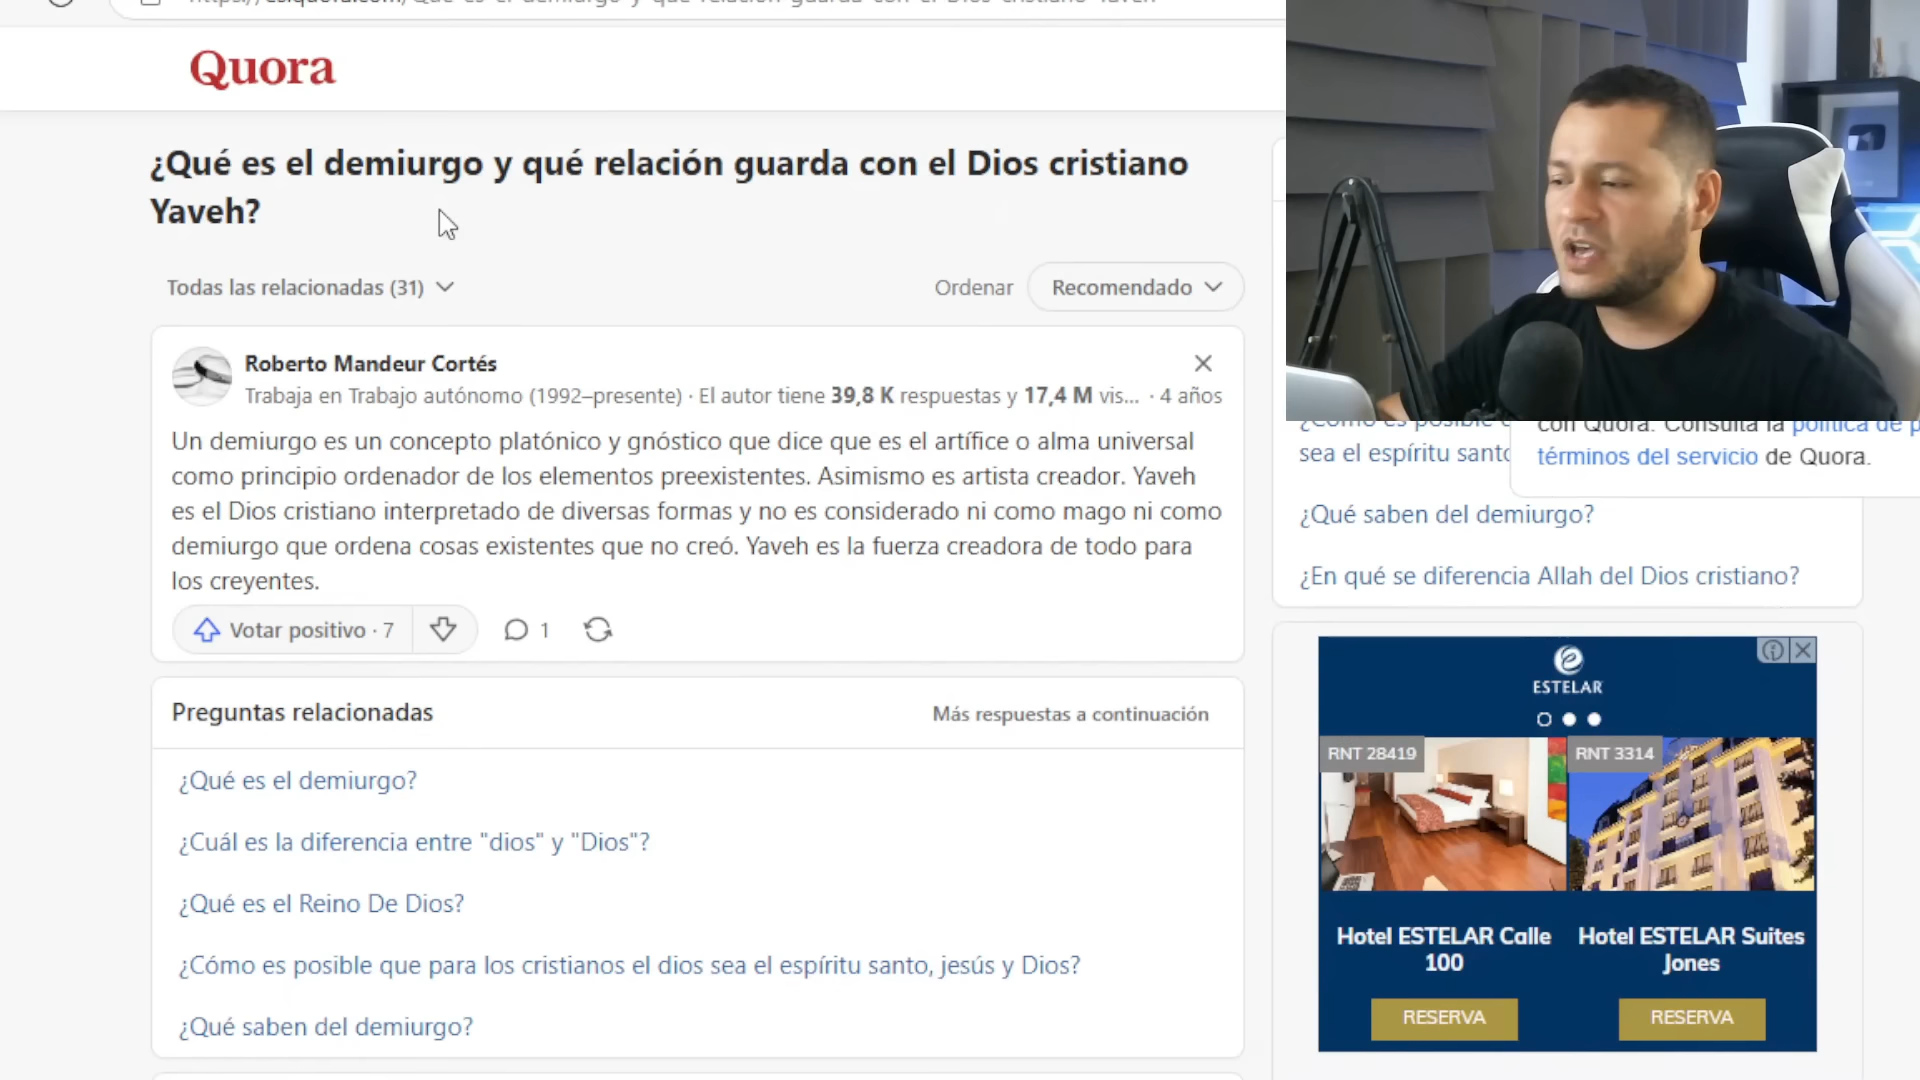 Quora
¿Qué es el demiurgo y qué relación guarda con el Dios cristiano
Yaveh?
Todas las relacionadas (31)
Ordenar
Recomendado
Roberto Mandeur Cortés
Trabaja en Trabajo autónomo (1992–presente) · El autor tiene 39,8 K respuestas y 17,4 M vis... · 4 años
Un demiurgo es un concepto platónico y gnóstico que dice que es el artífice o alma universal
como principio ordenador de los elementos preexistentes. Asimismo es artista creador. Yaveh
es el Dios cristiano interpretado de diversas formas y no es considerado ni como mago ni como
demiurgo que ordena cosas existentes que no creó. Yaveh es la fuerza creadora de todo para
los creyentes.
Votar positivo · 7
1
Preguntas relacionadas
Más respuestas a continuación
¿Qué es el demiurgo?
¿Cuál es la diferencia entre "dios" y "Dios"?
¿Qué es el Reino De Dios?
¿Cómo es posible que para los cristianos el dios sea el espíritu santo, jesús y Dios?
¿Qué saben del demiurgo?
¿Cómo es posible
sea el espíritu santo
con Quora. Consulta la política de
términos del servicio de Quora.
¿Qué saben del demiurgo?
¿En qué se diferencia Allah del Dios cristiano?
ESTELAR
RNT 28419
RNT 3314
Hotel ESTELAR Calle
100
Hotel ESTELAR Suites
Jones
RESERVA
RESERVA